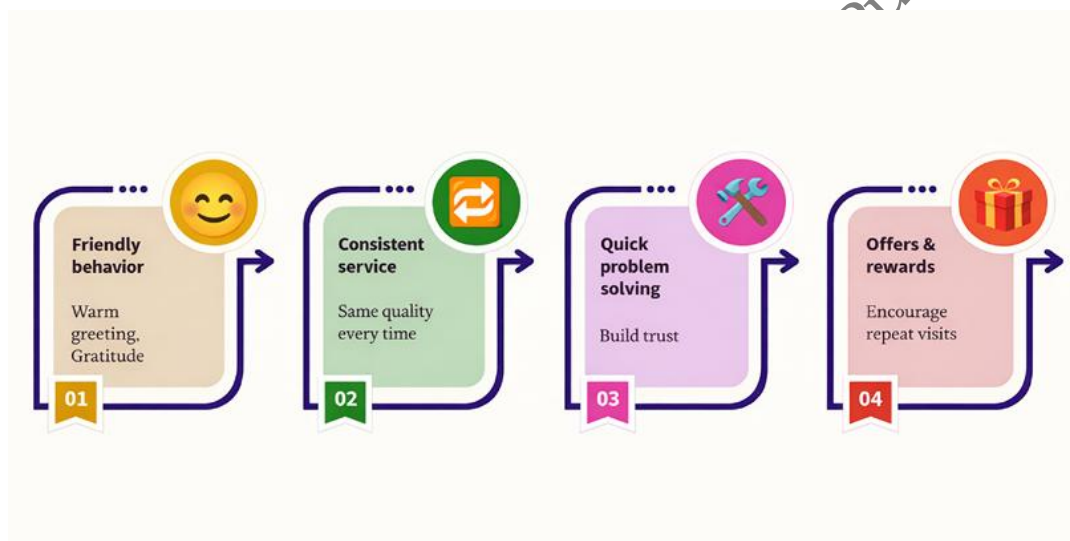 Friendly
behavior
Warm
greeting,
Gratitude
01
Consistent
service
Same quality
every time
02
Quick
problem
solving
Build trust
03
Offers &
rewards
Encourage
repeat visits
04